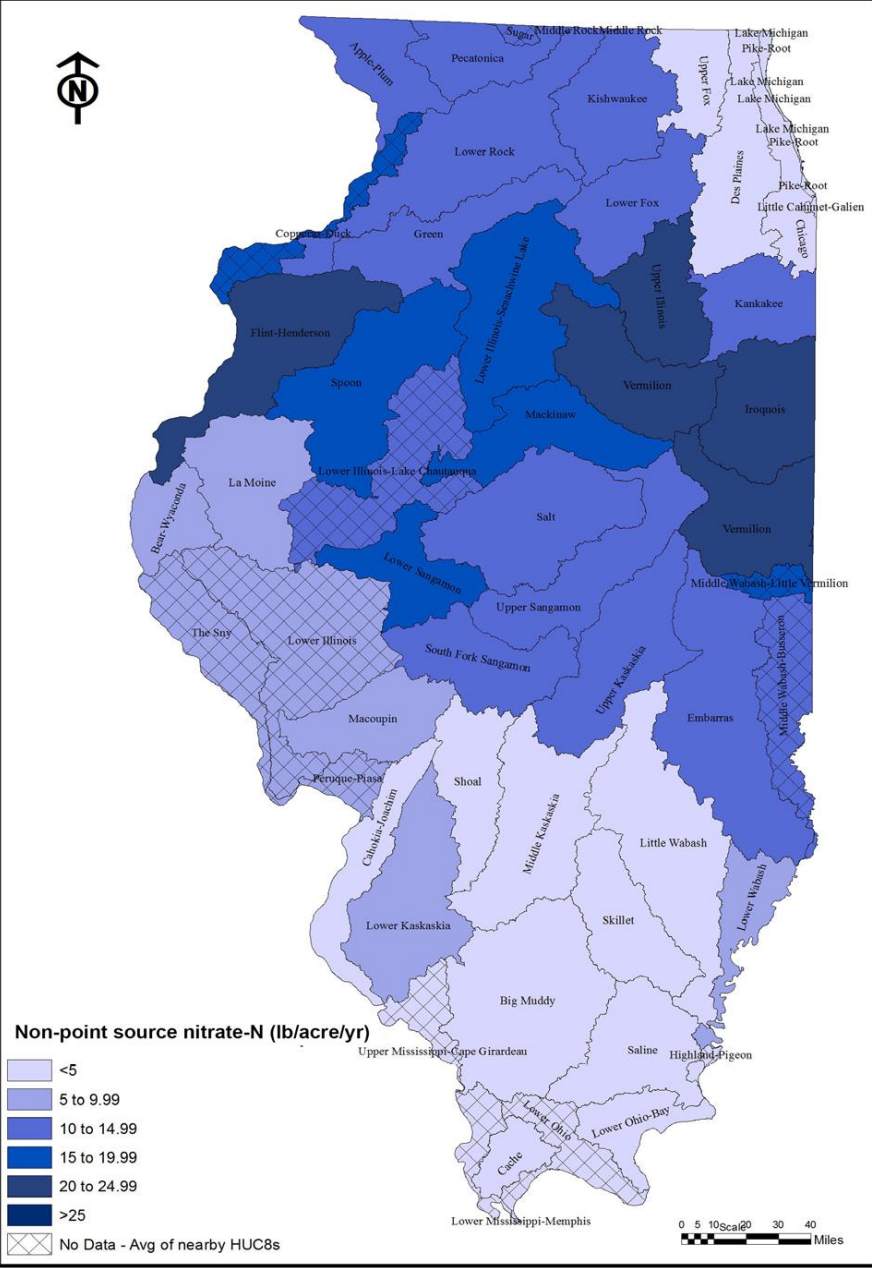 Sugar
Middle Rock
Middle Rock
Lake Michigan
Pike-Root
Apple-Plum
Pecatonica
Upper Fox
Lake Michigan
Lake Michigan
Kishwaukee
N
Lake Michigan
Pike-Root
Lower Rock
Des Plaines
Pike-Root
Lower Fox
Little Calumet-Galien
Copperas-Duck
Green
Chicago
Lower Illinois-Senachwine Lake
Upper Illinois
Kankakee
Flint-Henderson
Spoon
Vermilion
Iroquois
Mackinaw
Lower Illinois-Lake Chautauqua
La Moine
Bear-Wyaconda
Salt
Vermilion
Lower Sangamon
Middle Wabash-Little Vermilion
Upper Sangamon
The Sny
Lower Illinois
South Fork Sangamon
Upper Kaskaskia
Middle Wabash-Busseron
Macoupin
Embarras
Peruque-Piasa
Shoal
Cahokia-Joachim
Middle Kaskaskia
Little Wabash
Lower Wabash
Lower Kaskaskia
Skillet
Big Muddy
Non-point source nitrate-N (lb/acre/yr)
Upper Mississippi-Cape Girardeau
Saline
Highland-Pigeon
<5
5 to 9.99
10 to 14.99
15 to 19.99
20 to 24.99
>25
No Data - Avg of nearby HUC8s
Lower Ohio
Lower Ohio-Bay
Cache
Lower Mississippi-Memphis
0 5 10 20 30 40
Scale
Miles